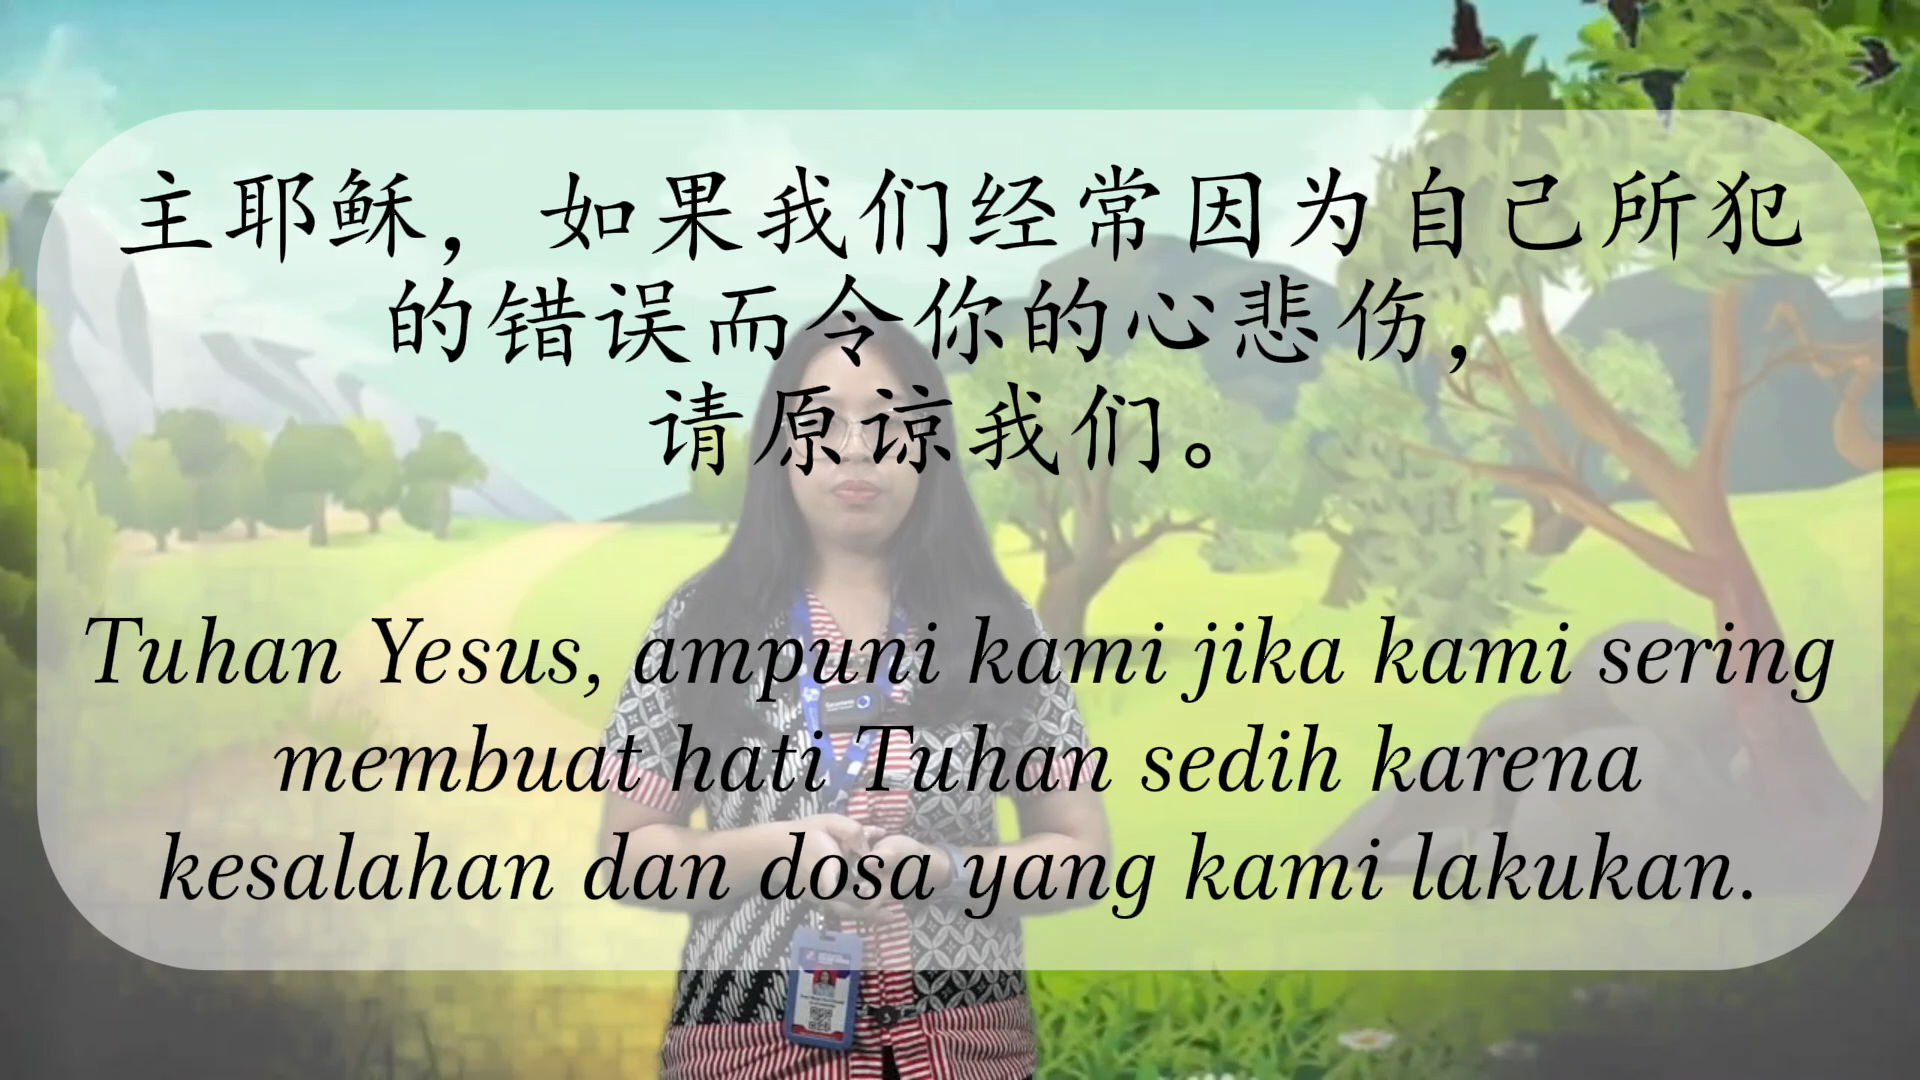 主耶稣，如果我们经常因为自己所犯
的错误而令你的心悲伤，
请原谅我们。
Tuhan Yesus, ampuni kami jika kami sering
membuat hati Tuhan sedih karena
kesalahan dan dosa yang kami lakukan.